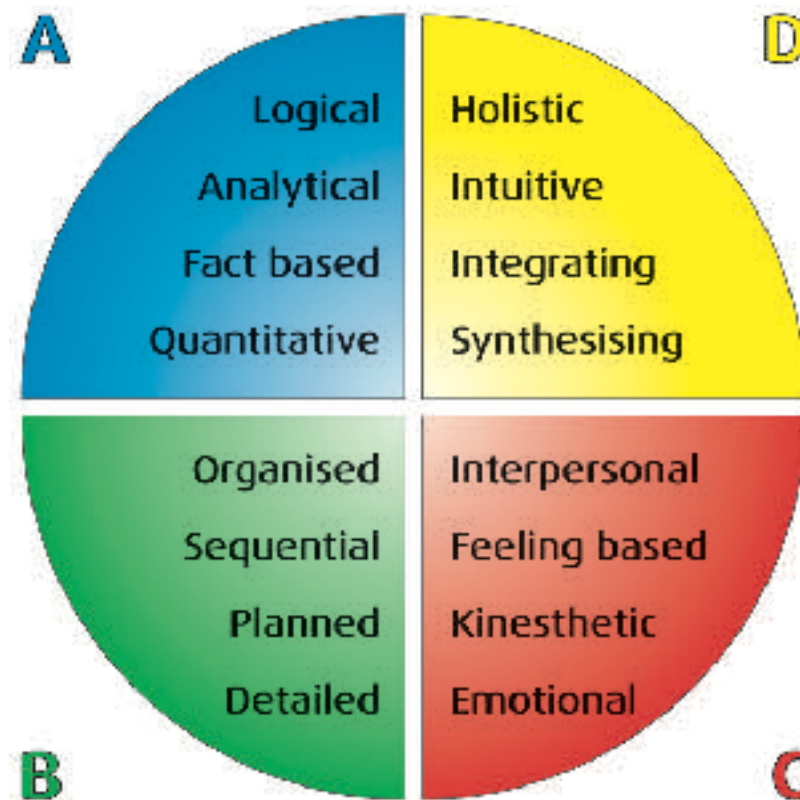 A
D
Logical
Analytical
Fact based
Quantitative
Holistic
Intuitive
Integrating
Synthesising
Organised
Sequential
Planned
Detailed
Interpersonal
Feeling based
Kinesthetic
Emotional
B
C